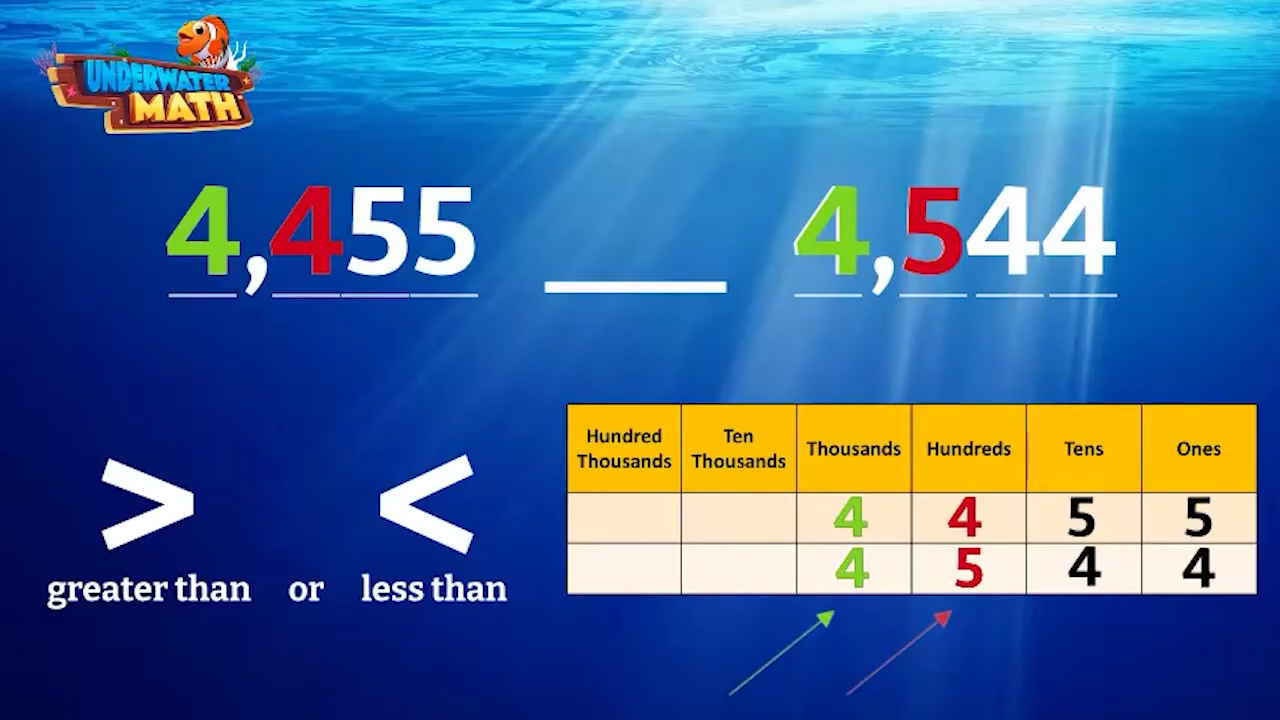 UNDERWATER
MATH
4,455 ___ 4,544
> <
greater than or less than
Hundred Thousands Ten Thousands Thousands Hundreds Tens Ones
4 4 5 5
4 5 4 4